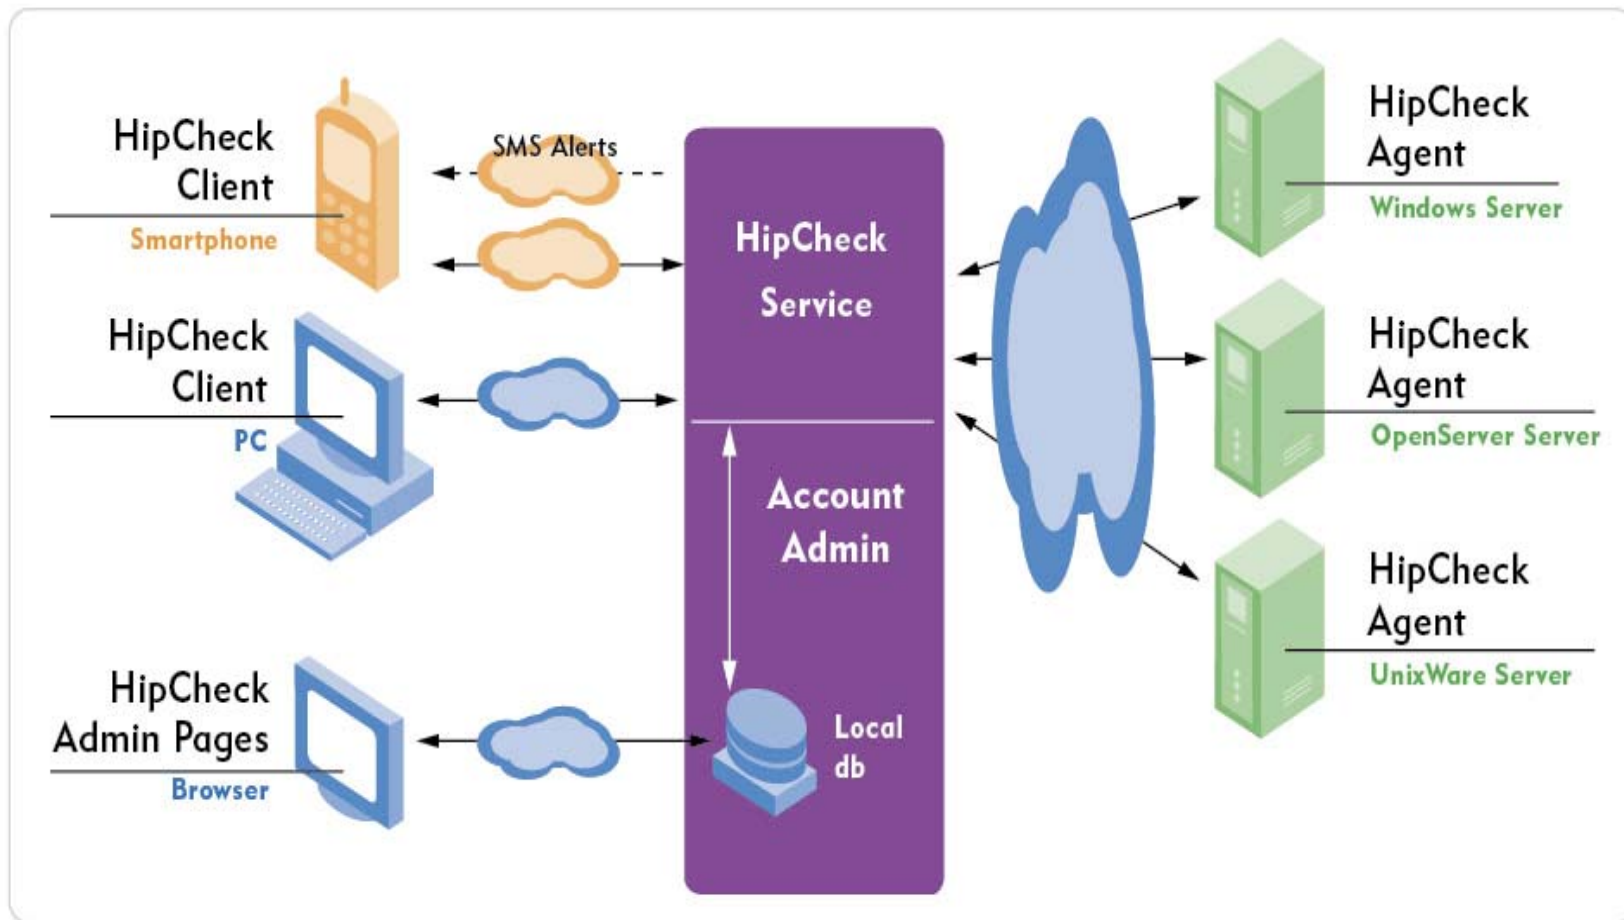 HipCheck
Client
Smartphone
SMS Alerts
HipCheck
Client
PC
HipCheck
Admin Pages
Browser
HipCheck
Service
Account
Admin
Local
db
HipCheck
Agent
Windows Server
HipCheck
Agent
OpenServer Server
HipCheck
Agent
UnixWare Server